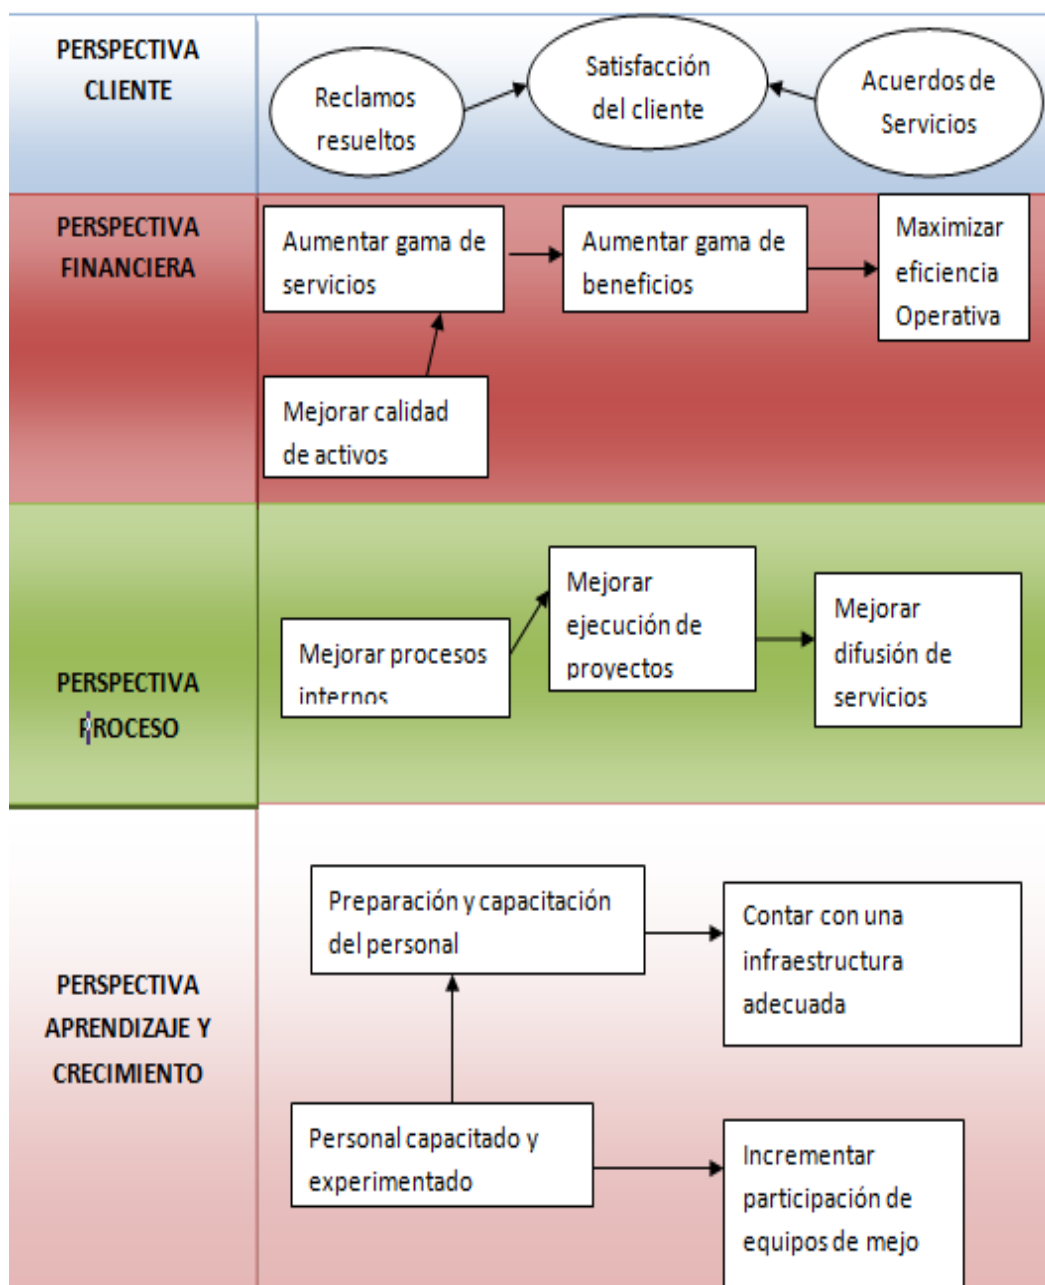 PERSPECTIVA
CLIENTE
Reclamos
resueltos
Satisfacción
del cliente
Acuerdos de
Servicios
PERSPECTIVA
FINANCIERA
Aumentar gama de
servicios
Aumentar gama de
beneficios
Maximizar
eficiencia
Operativa
Mejorar calidad
de activos
PERSPECTIVA
PROCESO
Mejorar procesos
internos
Mejorar
ejecución de
proyectos
Mejorar
difusión de
servicios
PERSPECTIVA
APRENDIZAJE Y
CRECIMIENTO
Preparación y capacitación
del personal
Contar con una
infraestructura
adecuada
Personal capacitado y
experimentado
Incrementar
participación de
equipos de mejo